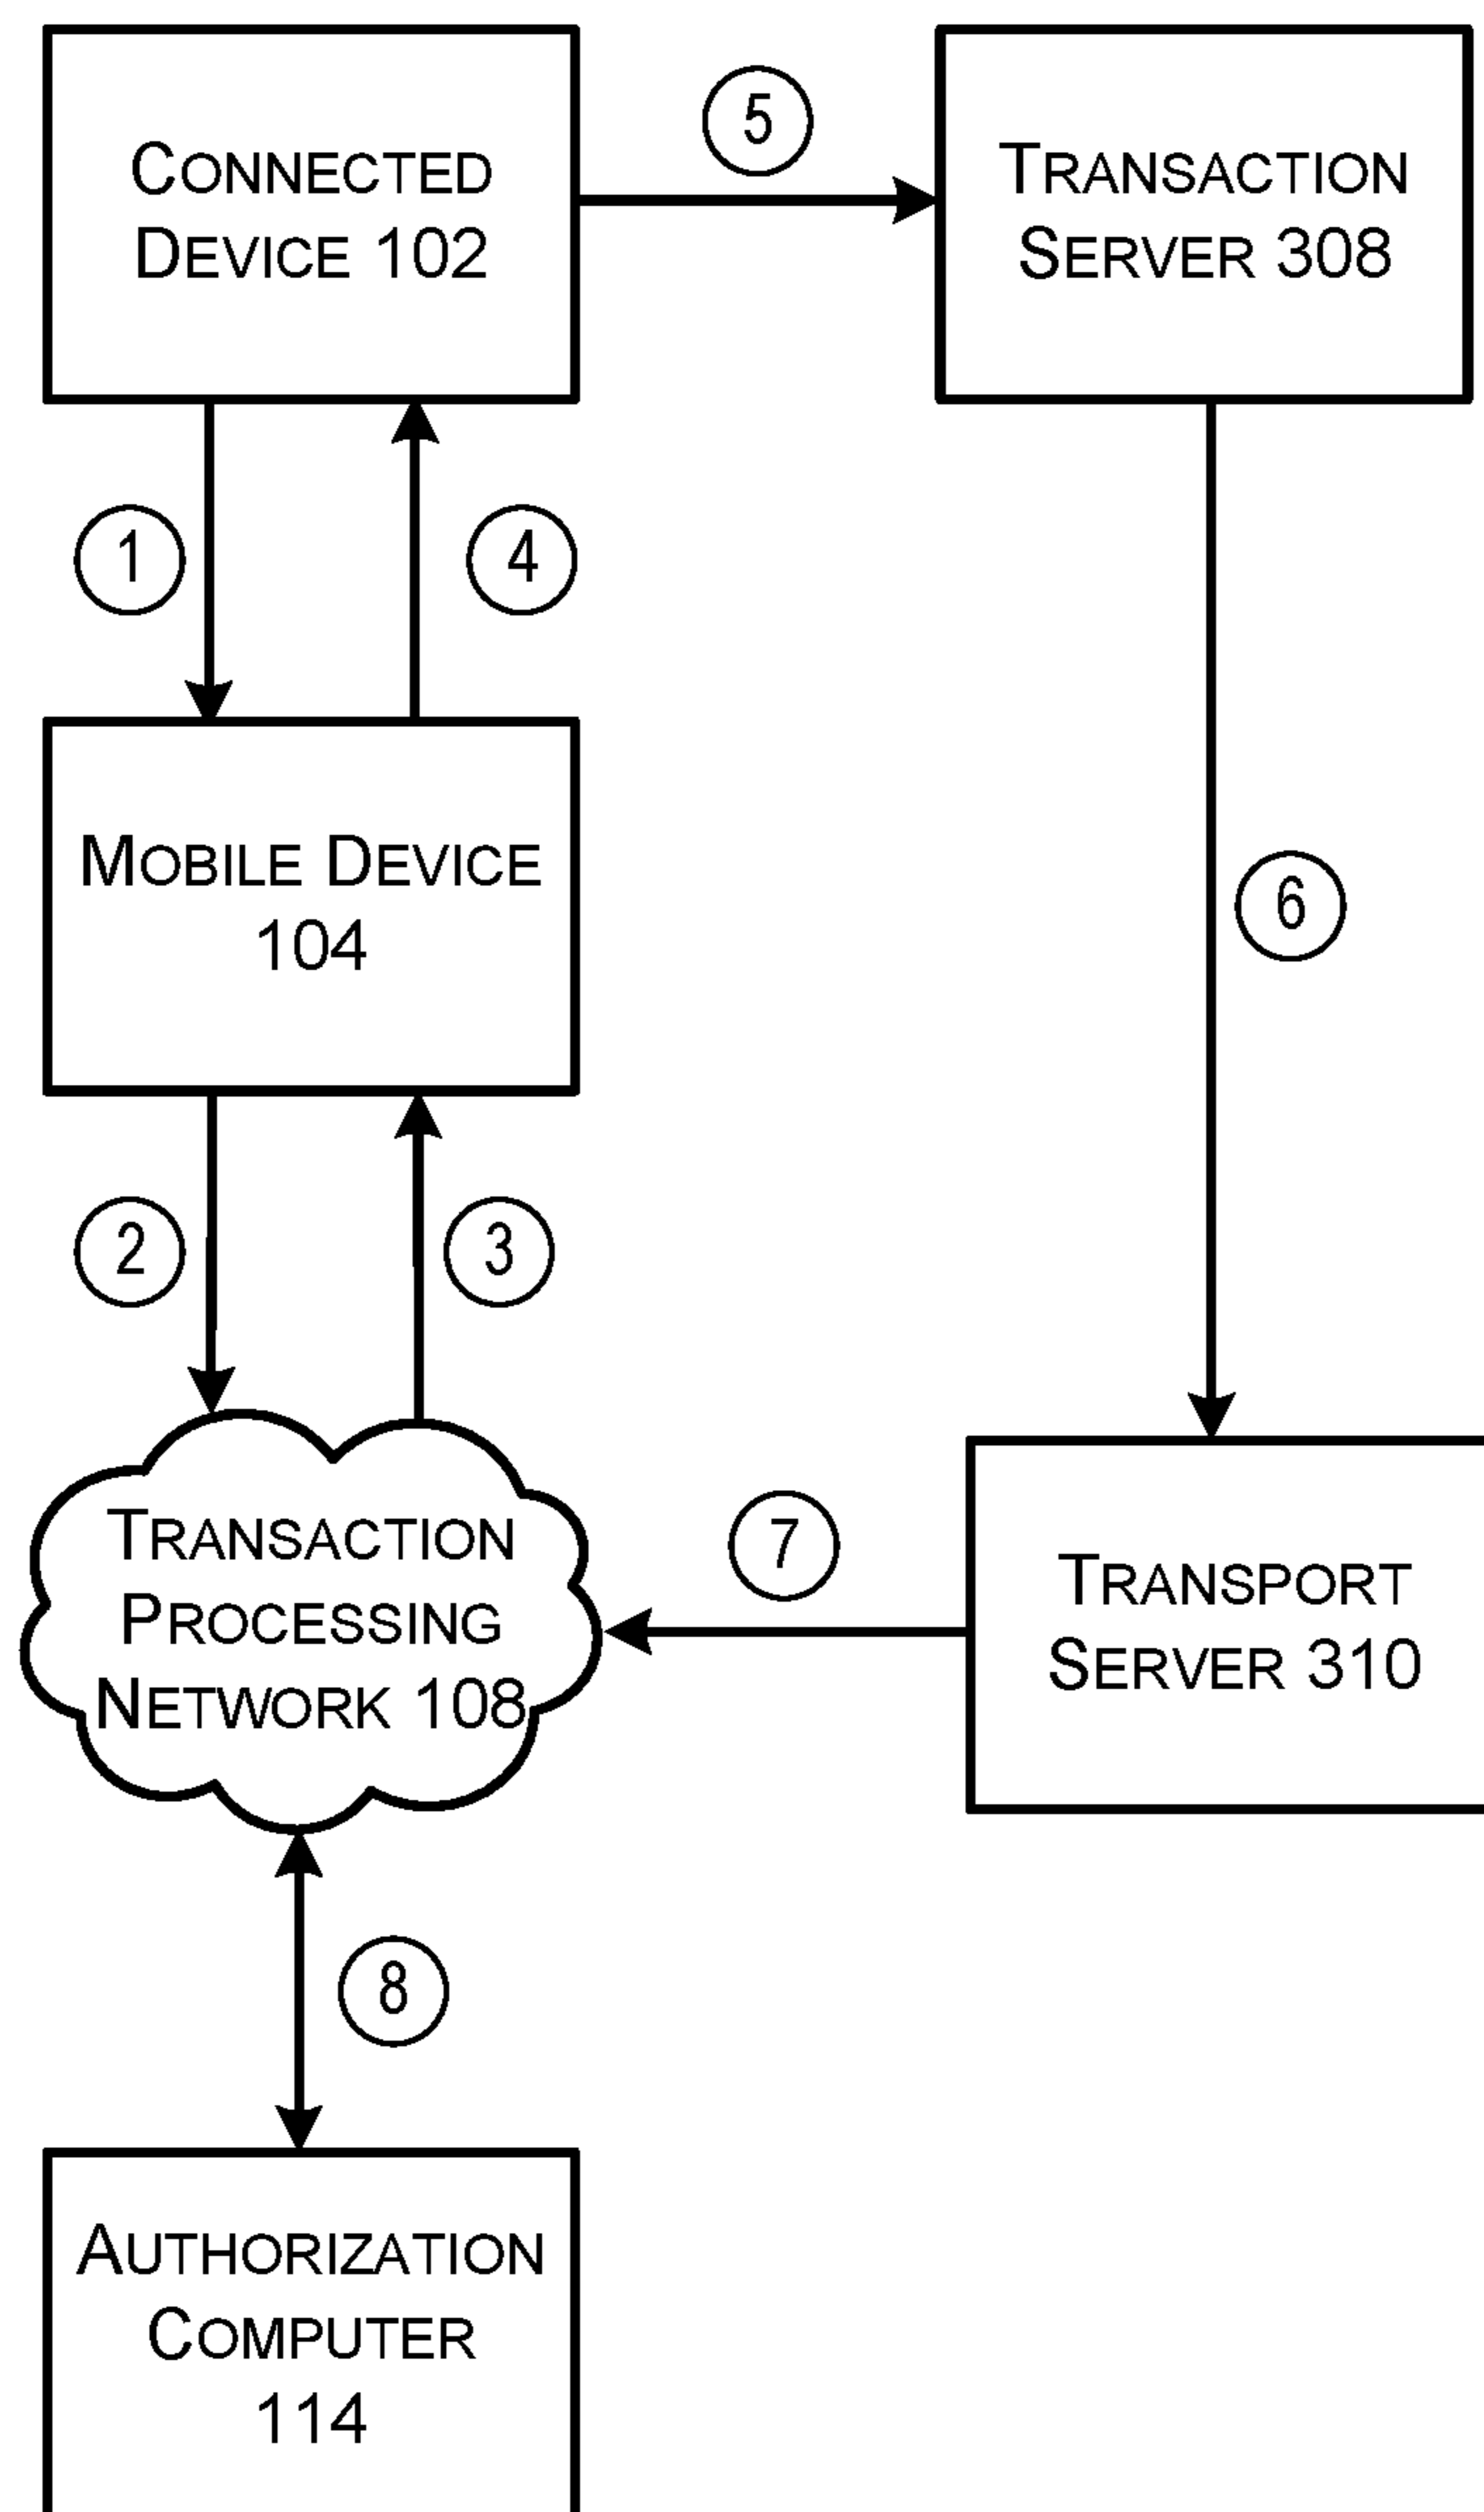 CONNECTED
DEVICE 102
5
TRANSACTION
SERVER 308
1
4
MOBILE DEVICE
104
6
2
3
TRANSACTION
PROCESSING
NETWORK 108
7
TRANSPORT
SERVER 310
8
AUTHORIZATION
COMPUTER
114